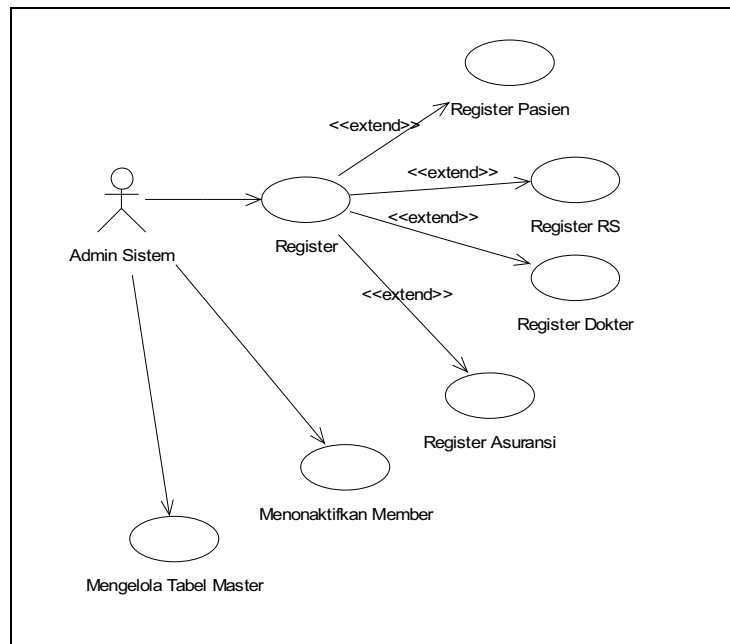 Register Pasien
<<extend>>
<<extend>>
Register RS
<<extend>>
Admin Sistem
Register
Register Dokter
<<extend>>
Register Asuransi
Menonaktifkan Member
Mengelola Tabel Master